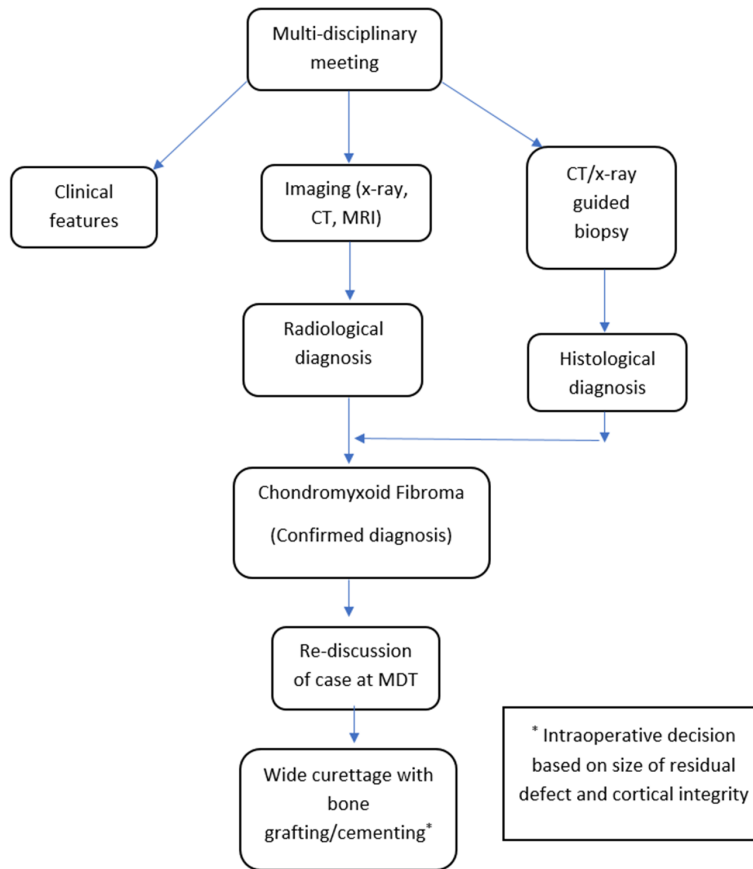 Multi-disciplinary
meeting
Clinical
features
Imaging (x-ray,
CT, MRI)
CT/x-ray
guided
biopsy
Radiological
diagnosis
Histological
diagnosis
Chondromyxoid Fibroma
(Confirmed diagnosis)
Re-discussion
of case at MDT
Wide curettage with
bone
grafting/cementing*
* Intraoperative decision
based on size of residual
defect and cortical integrity